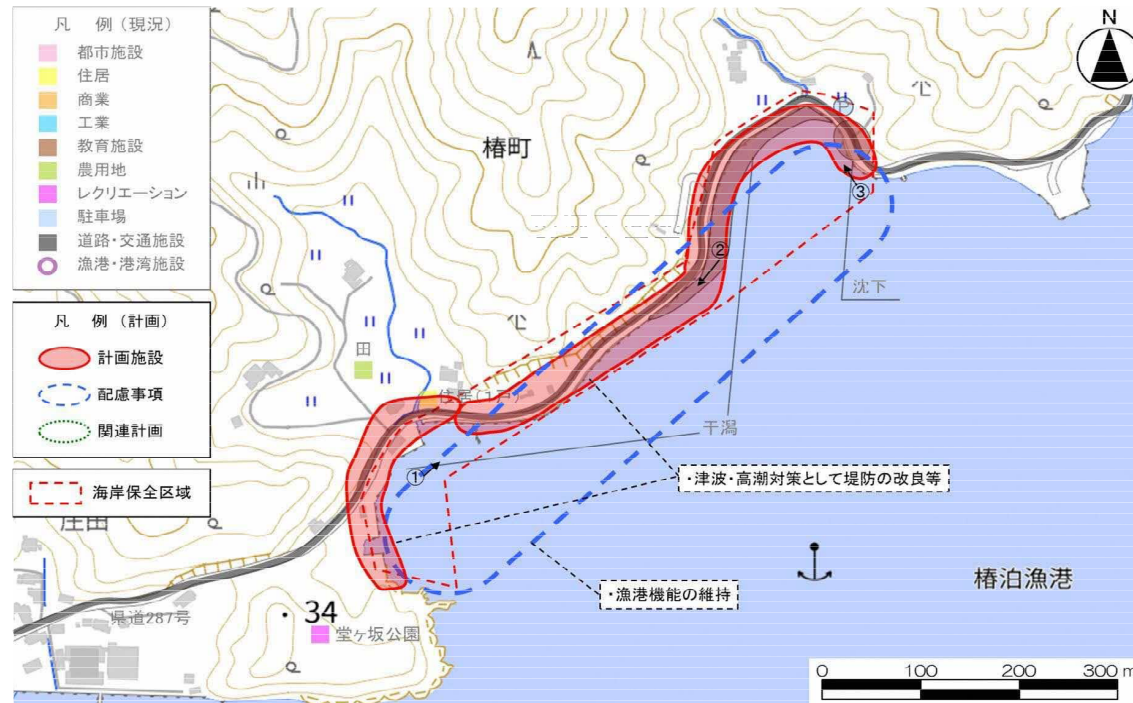 凡 例(現況)
都市施設
住居
商業
工業
教育施設
農用地
レクリエーション
駐車場
道路・交通施設
漁港・港湾施設
凡 例(計画)
計画施設
配慮事項
関連計画
海岸保全区域
N
P
椿町
③
②
沈下
田
住居(1戸)
干潟
①
・津波・高潮対策として堤防の改良等
庄田
・漁港機能の維持
椿泊漁港
県道287号
34
堂ヶ坂公園
0 100 200 300 m